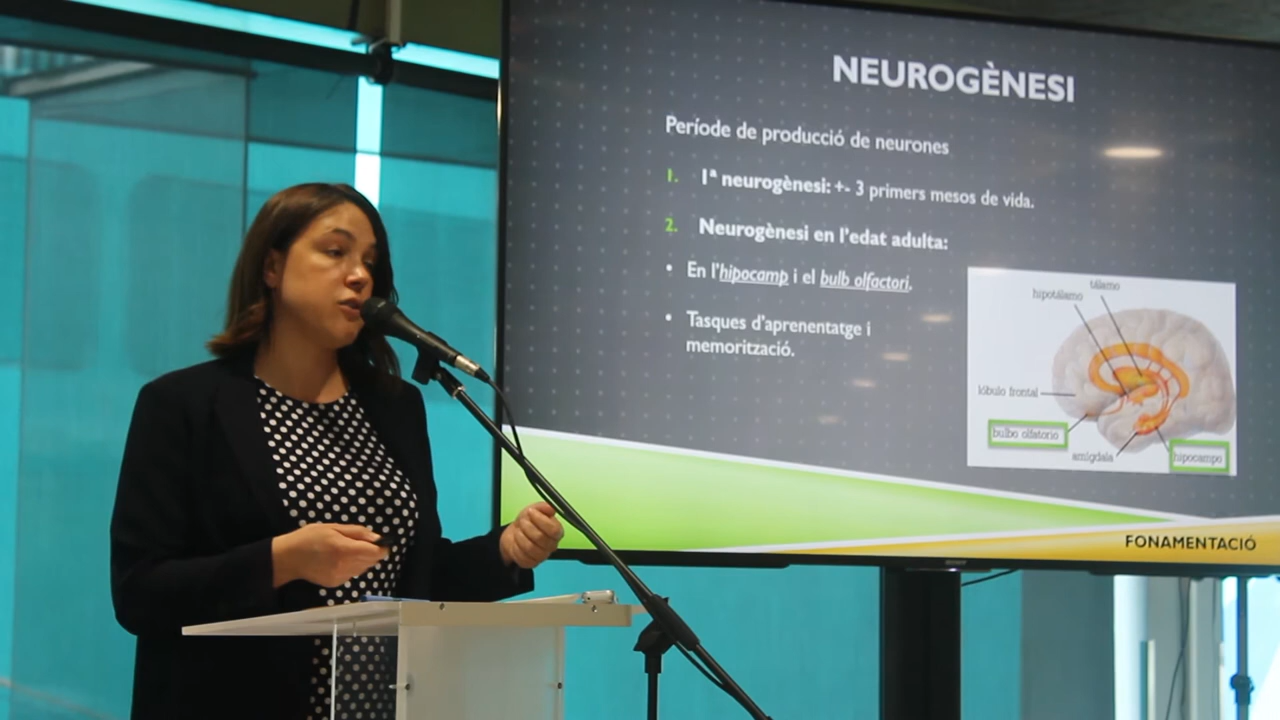 NEUROGÈNESI
Període de producció de neurones
1. 1ª neurogènesi: +- 3 primers mesos de vida.
2. Neurogènesi en l'edat adulta:
• En l'hipocamp i el bulb olfactori.
• Tasques d'aprenentatge i
memorització.
tálamo
hipotálamo
lóbulo frontal
bulbo olfatorio
amígdala
hipocampo
FONAMENTACIÓ